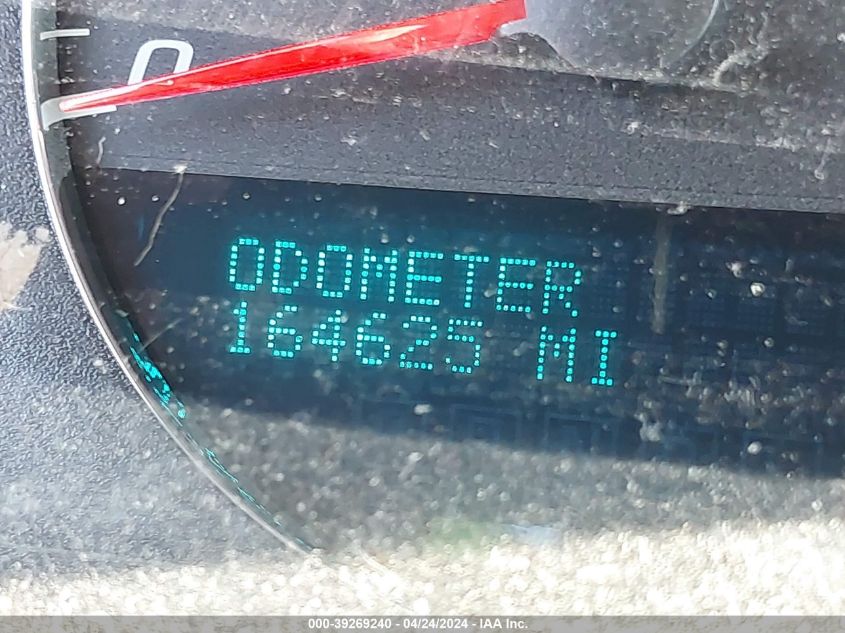 0
ODOMETER
164625 MI
000-39269240 - 04/24/2024 - IAA Inc.